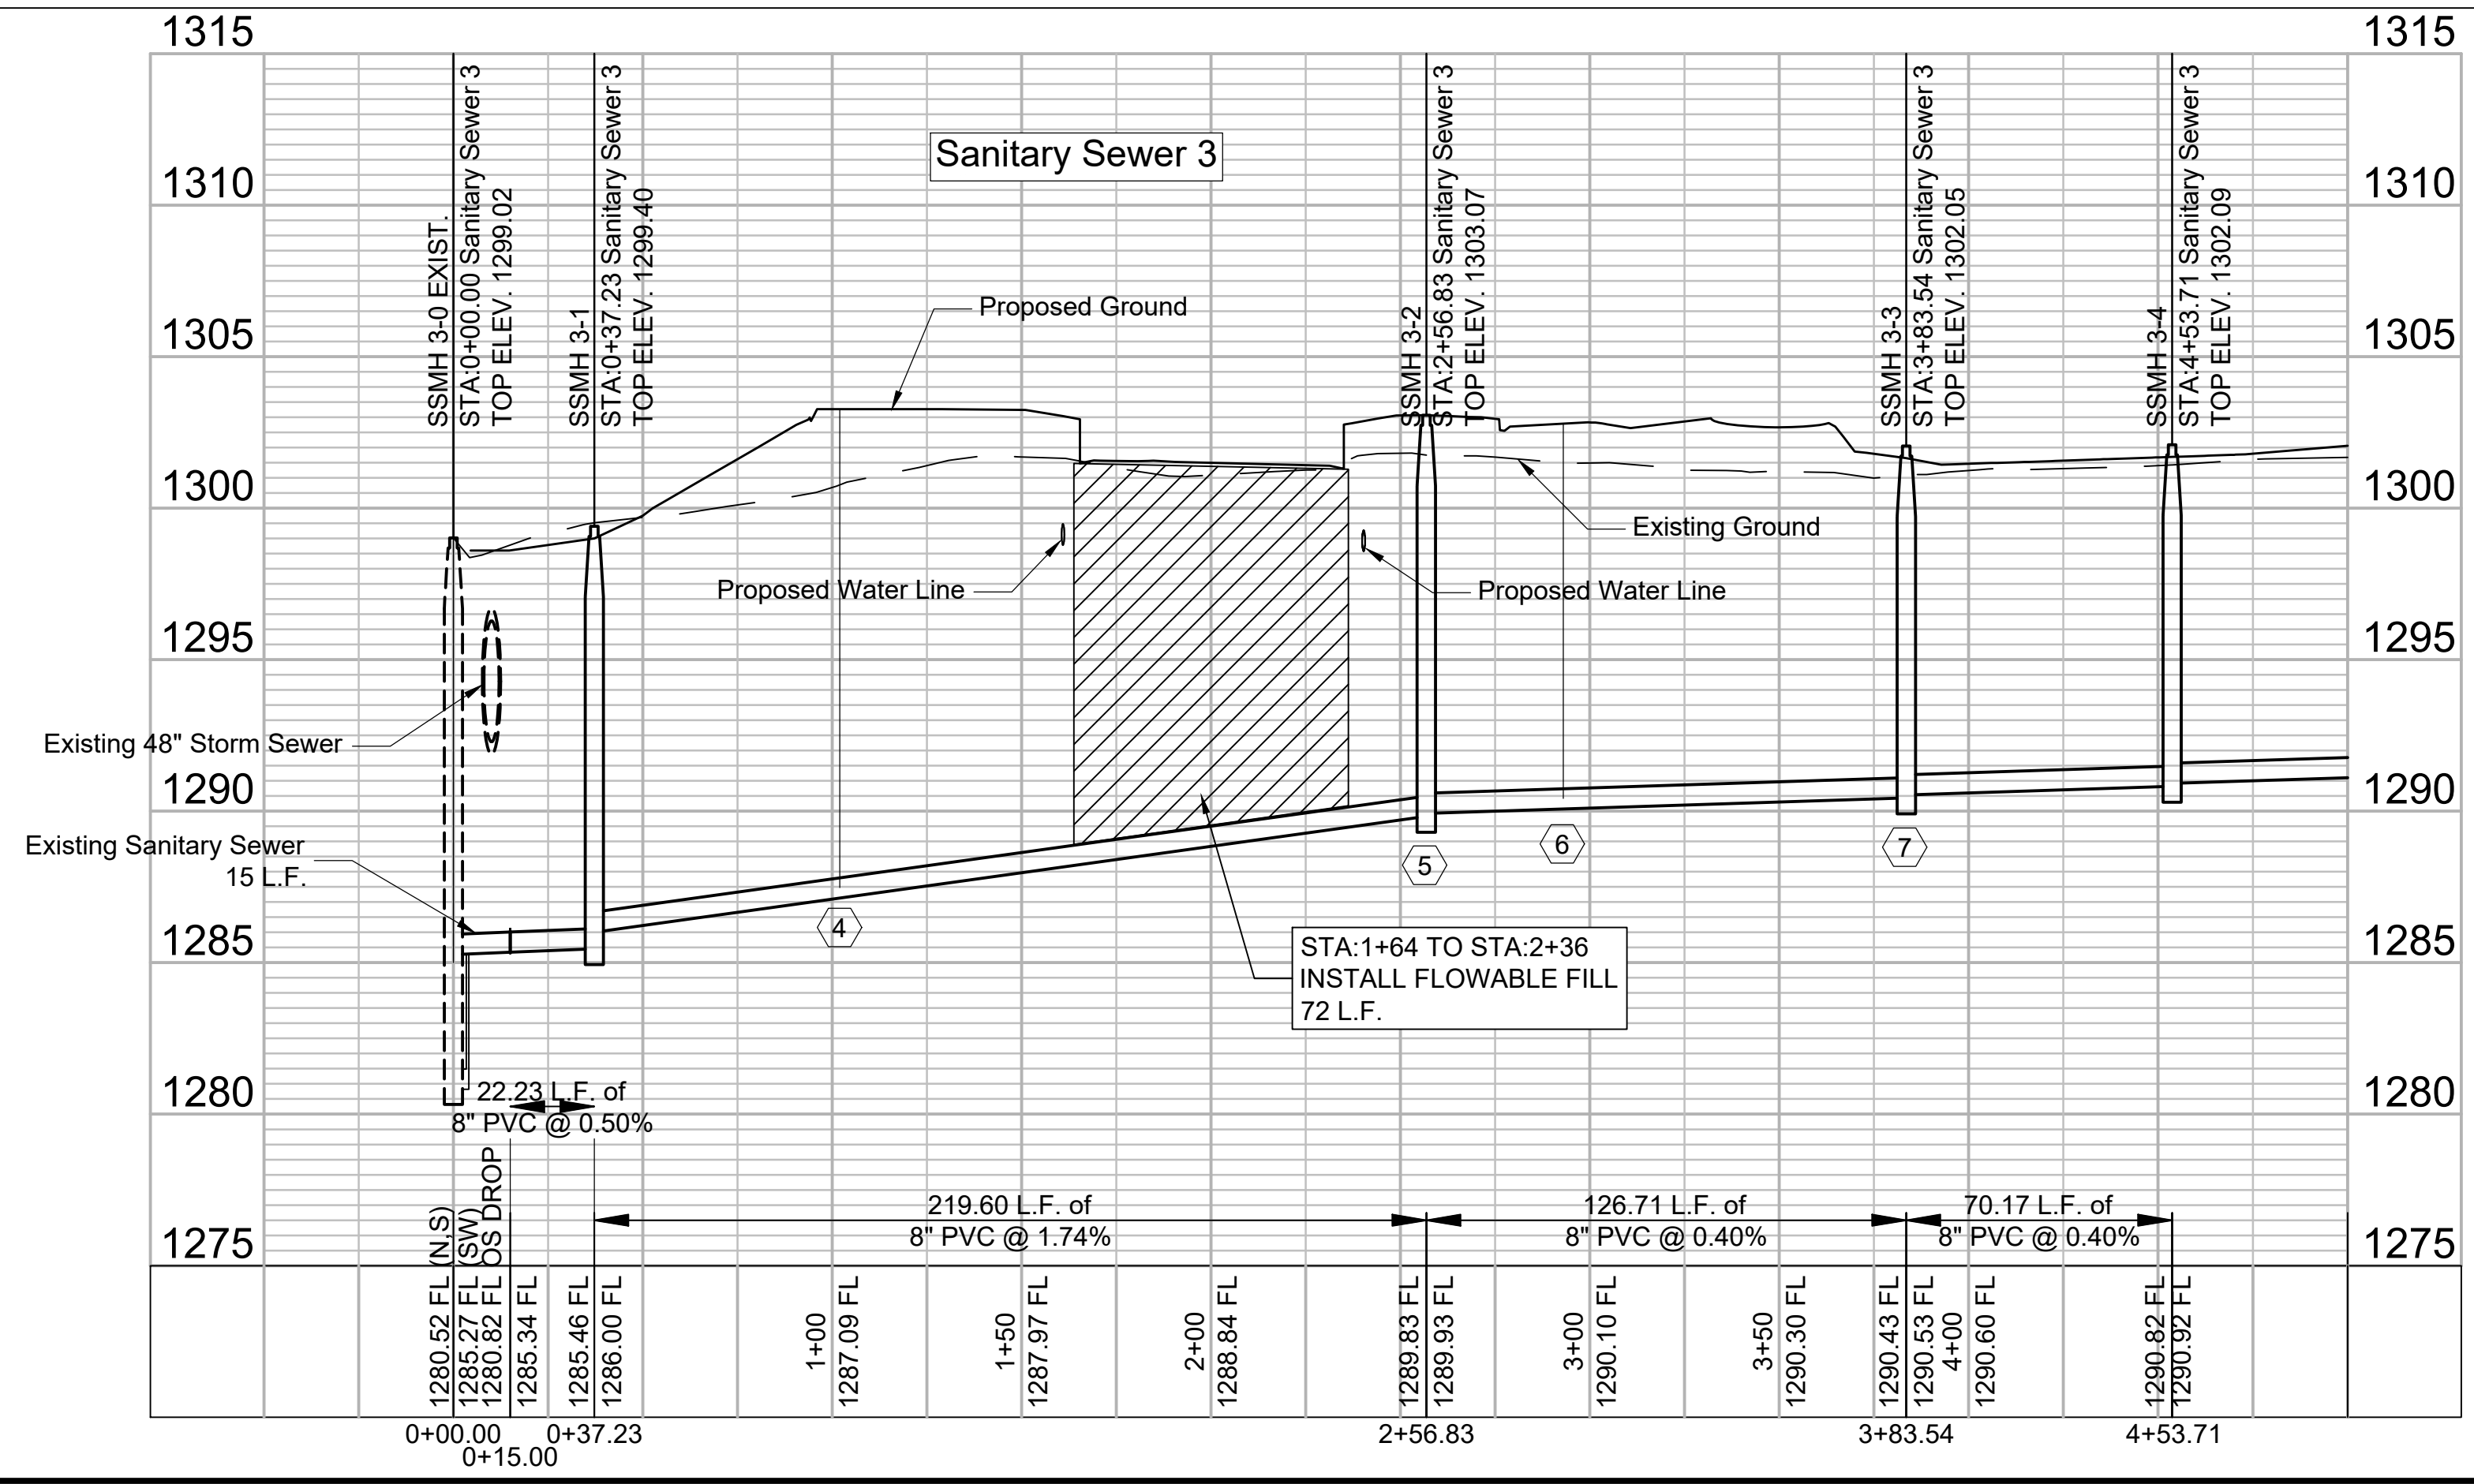 1315
1315
1310
1310
1305
1305
1300
1300
1295
1295
1290
1290
1285
1285
1280
1280
1275
1275
Sanitary Sewer 3
SSMH 3-0 EXIST.
STA:0+00.00 Sanitary Sewer 3
TOP ELEV. 1299.02
SSMH 3-1
STA:0+37.23 Sanitary Sewer 3
TOP ELEV. 1299.40
SSMH 3-2
STA:2+56.83 Sanitary Sewer 3
TOP ELEV. 1303.07
SSMH 3-3
STA:3+83.54 Sanitary Sewer 3
TOP ELEV. 1302.05
SSMH 3-4
STA:4+53.71 Sanitary Sewer 3
TOP ELEV. 1302.09
Proposed Ground
Existing Ground
Proposed Water Line
Proposed Water Line
Existing 48" Storm Sewer
Existing Sanitary Sewer
15 L.F.
4
5
6
7
STA:1+64 TO STA:2+36
INSTALL FLOWABLE FILL
72 L.F.
22.23 L.F. of
8" PVC @ 0.50%
219.60 L.F. of
8" PVC @ 1.74%
126.71 L.F. of
8" PVC @ 0.40%
70.17 L.F. of
8" PVC @ 0.40%
1280.52 FL (N,S)
1285.27 FL (SW)
1280.82 FL OS DROP
1285.34 FL
1285.46 FL
1286.00 FL
1+00
1287.09 FL
1+50
1287.97 FL
2+00
1288.84 FL
1289.83 FL
1289.93 FL
3+00
1290.10 FL
3+50
1290.30 FL
1290.43 FL
1290.53 FL
4+00
1290.60 FL
1290.82 FL
1290.92 FL
0+00.00
0+15.00
0+37.23
2+56.83
3+83.54
4+53.71